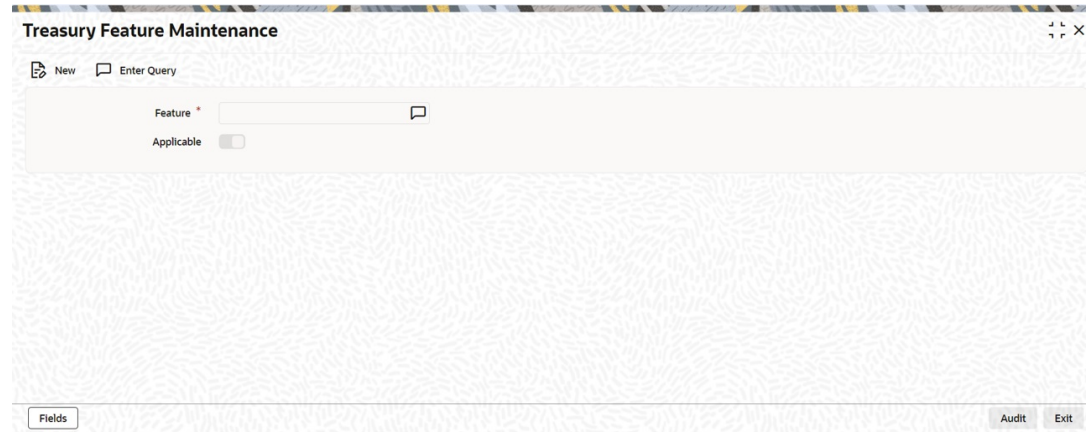 Treasury Feature Maintenance
New Enter Query
Feature *
Applicable
Fields Audit Exit